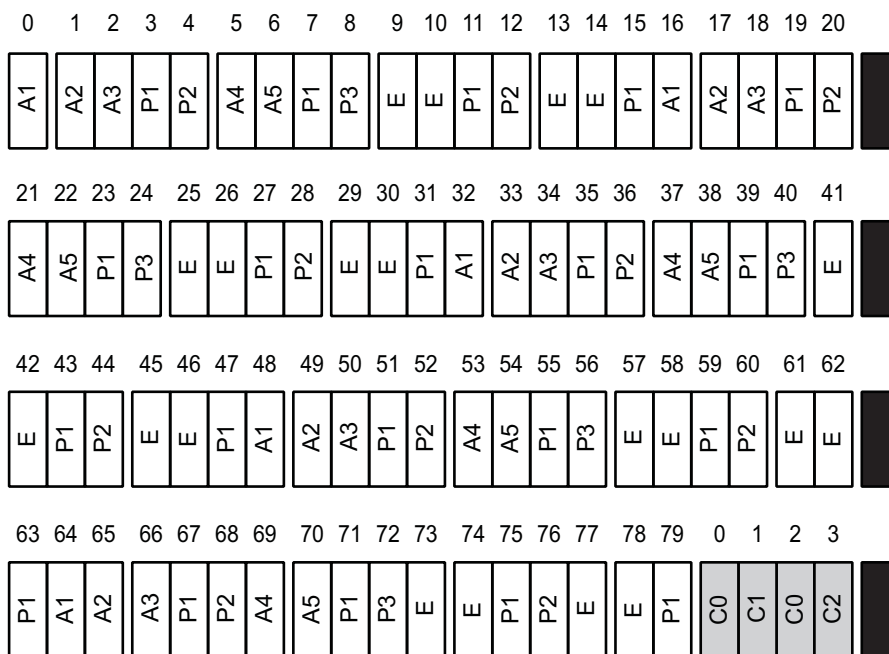 0 1 2 3 4 5 6 7 8 9 10 11 12 13 14 15 16 17 18 19 20
A1 A2 A3 P1 P2 A4 A5 P1 P3 E E P1 P2 E E P1 A1 A2 A3 P1 P2
21 22 23 24 25 26 27 28 29 30 31 32 33 34 35 36 37 38 39 40 41
A4 A5 P1 P3 E E P1 P2 E E P1 A1 A2 A3 P1 P2 A4 A5 P1 P3 E
42 43 44 45 46 47 48 49 50 51 52 53 54 55 56 57 58 59 60 61 62
E P1 P2 E E P1 A1 A2 A3 P1 P2 A4 A5 P1 P3 E E P1 P2 E E
63 64 65 66 67 68 69 70 71 72 73 74 75 76 77 78 79 0 1 2 3
P1 A1 A2 A3 P1 P2 A4 A5 P1 P3 E E P1 P2 E E P1 C0 C1 C0 C2